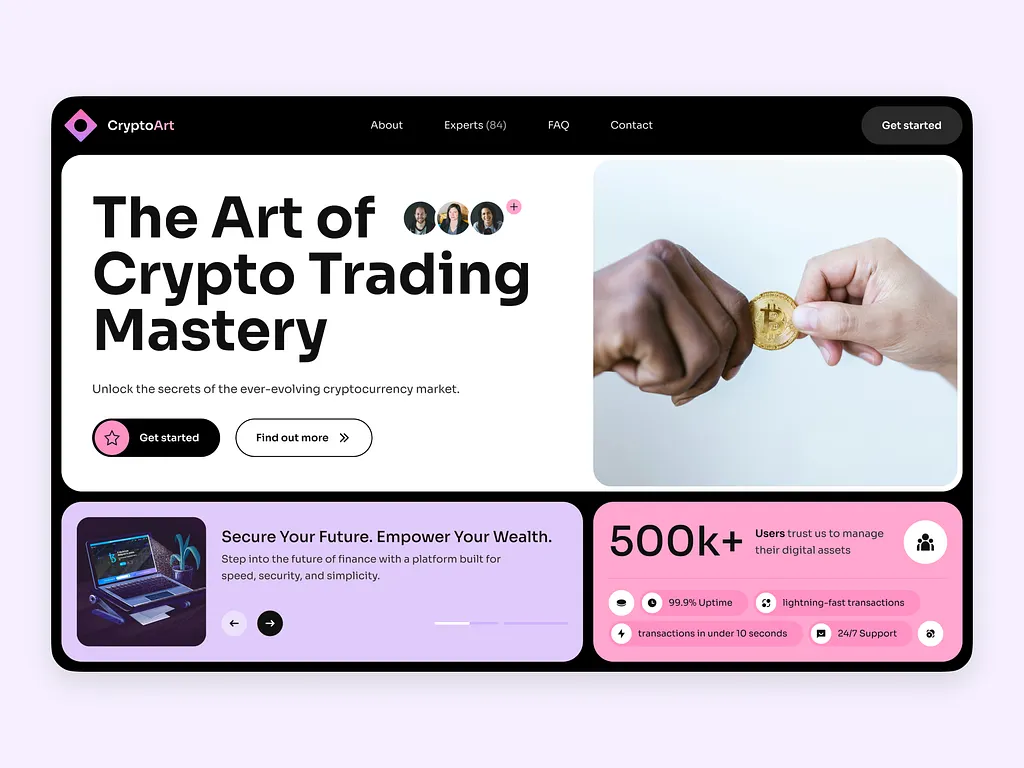 CryptoArt
About
Experts (84)
FAQ
Contact
Get started
The Art of
Crypto Trading
Mastery
Unlock the secrets of the ever-evolving cryptocurrency market.
Get started
Find out more
Secure Your Future. Empower Your Wealth.
Step into the future of finance with a platform built for
speed, security, and simplicity.
500k+
Users trust us to manage
their digital assets
99.9% Uptime
lightning-fast transactions
transactions in under 10 seconds
24/7 Support